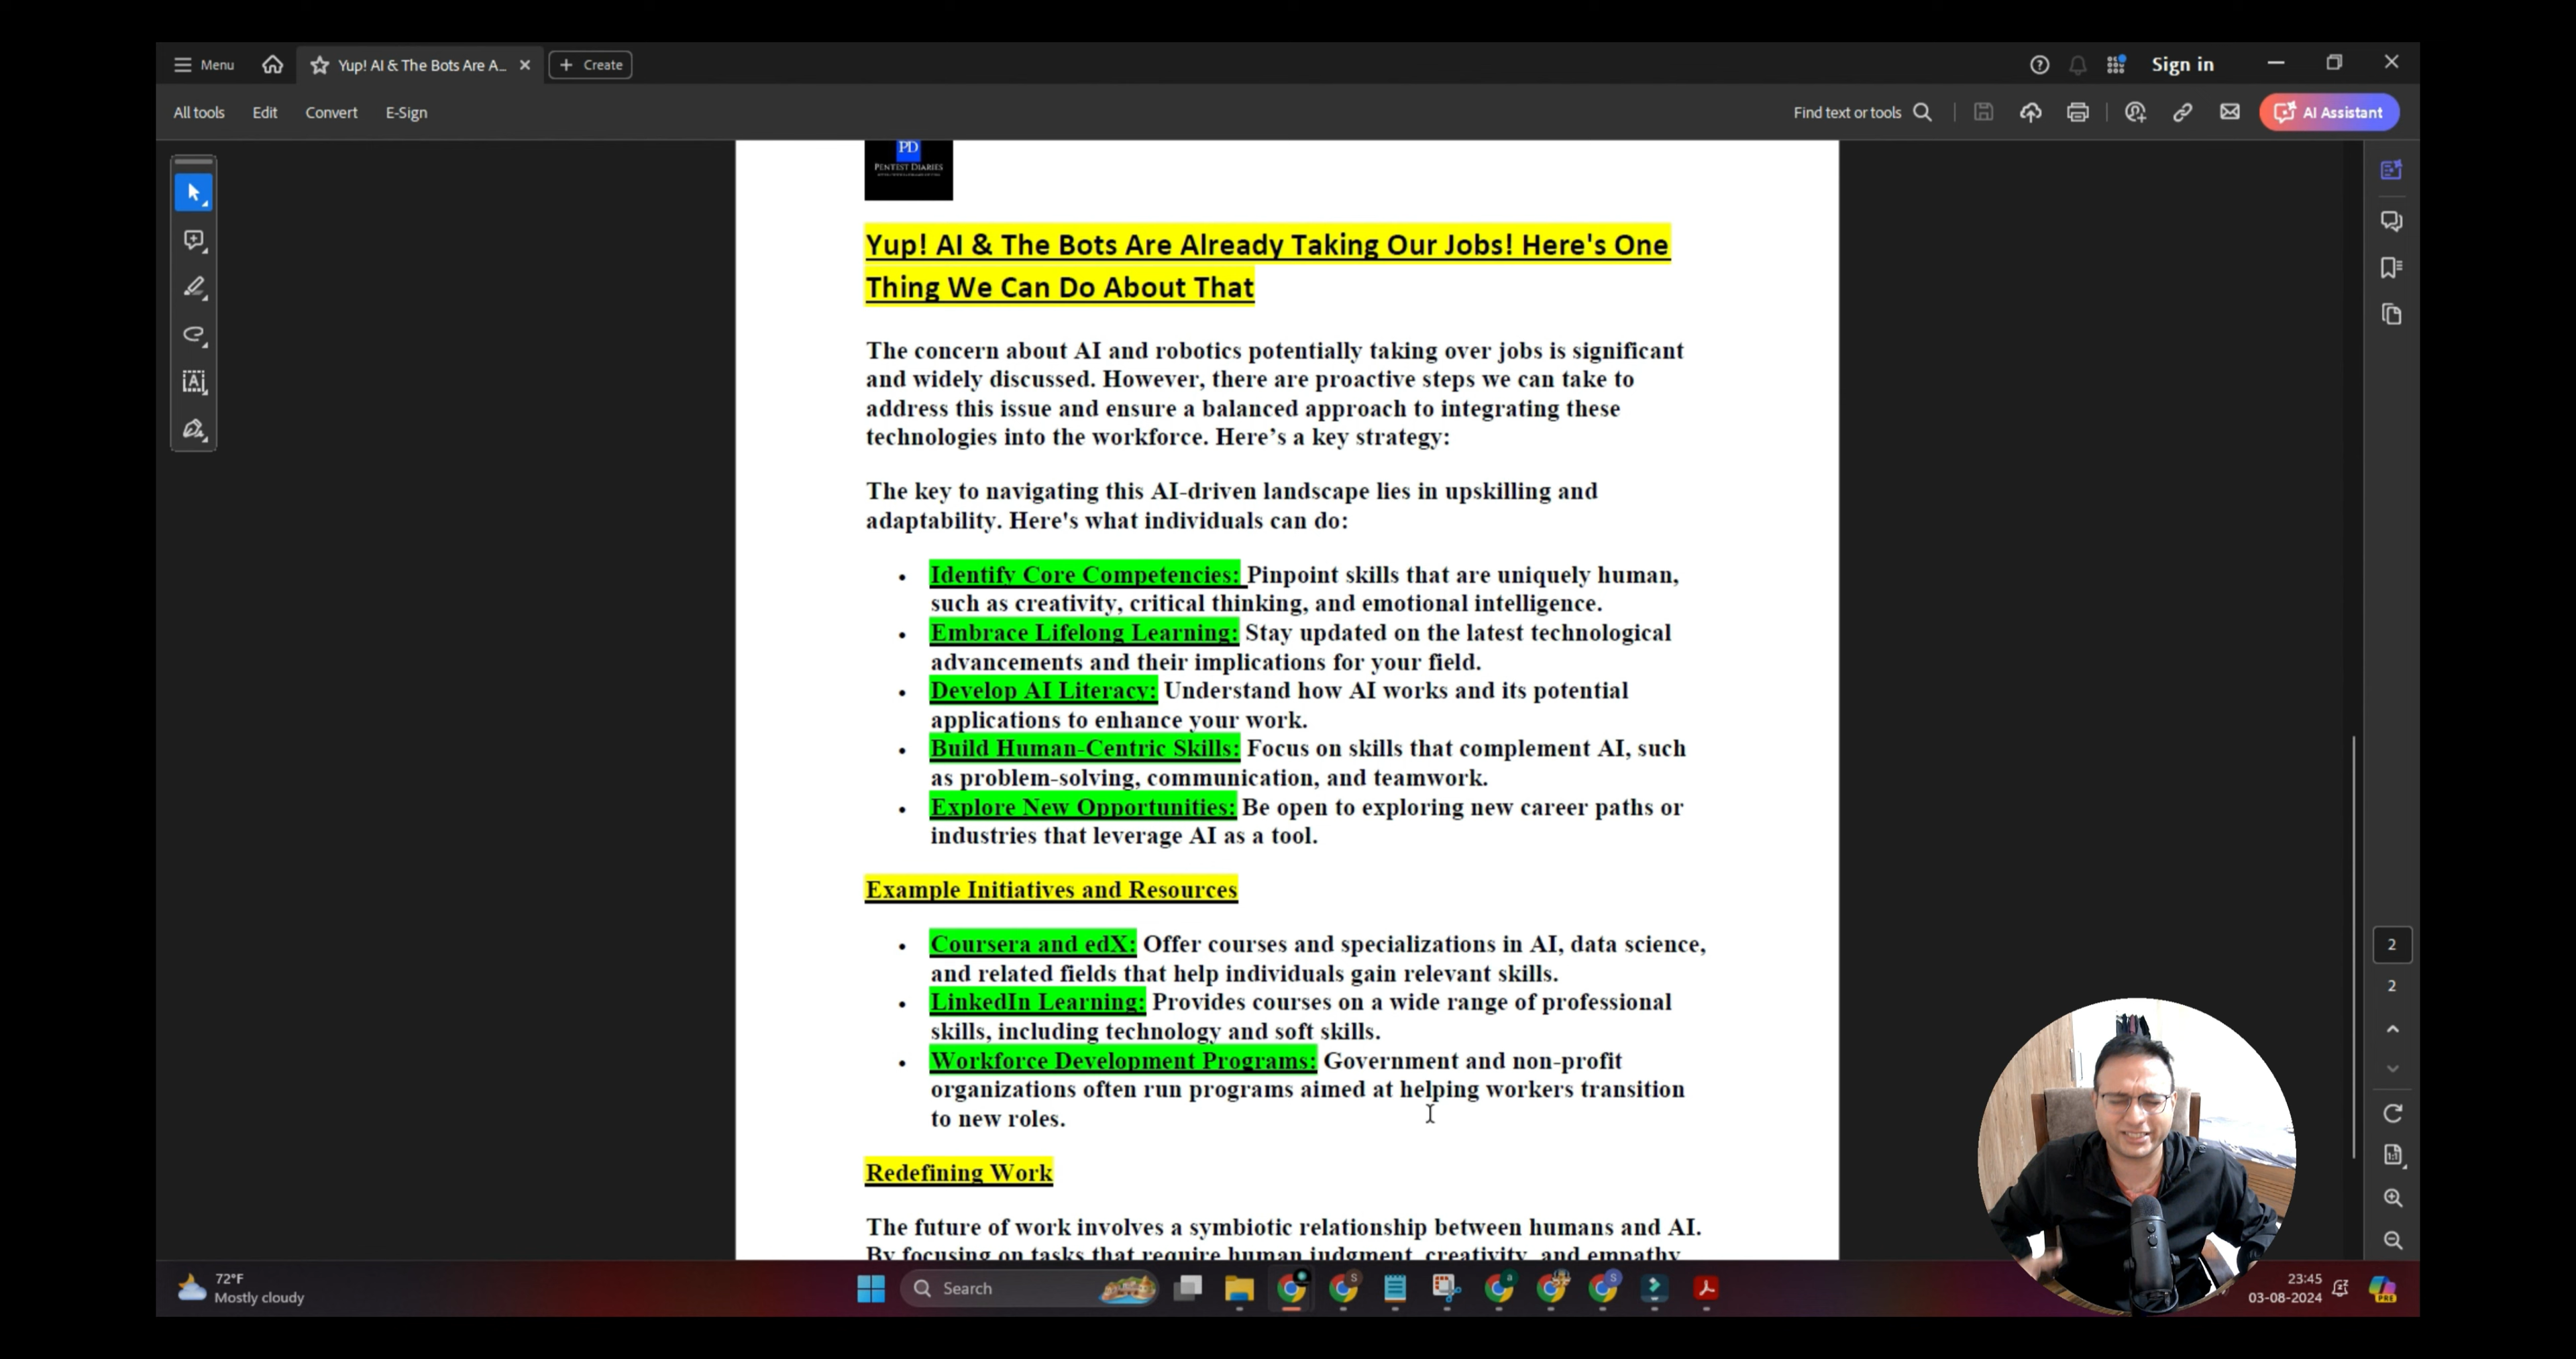 Menu
Yup! AI & The Bots Are A...
Create
Sign in
All tools
Edit
Convert
E-Sign
Find text or tools
AI Assistant
PD
PENTEST DIARIES
Yup! AI & The Bots Are Already Taking Our Jobs! Here's One
Thing We Can Do About That
The concern about AI and robotics potentially taking over jobs is significant
and widely discussed. However, there are proactive steps we can take to
address this issue and ensure a balanced approach to integrating these
technologies into the workforce. Here’s a key strategy:
The key to navigating this AI-driven landscape lies in upskilling and
adaptability. Here's what individuals can do:
• Identify Core Competencies: Pinpoint skills that are uniquely human,
such as creativity, critical thinking, and emotional intelligence.
• Embrace Lifelong Learning: Stay updated on the latest technological
advancements and their implications for your field.
• Develop AI Literacy: Understand how AI works and its potential
applications to enhance your work.
• Build Human-Centric Skills: Focus on skills that complement AI, such
as problem-solving, communication, and teamwork.
• Explore New Opportunities: Be open to exploring new career paths or
industries that leverage AI as a tool.
Example Initiatives and Resources
• Coursera and edX: Offer courses and specializations in AI, data science,
and related fields that help individuals gain relevant skills.
• LinkedIn Learning: Provides courses on a wide range of professional
skills, including technology and soft skills.
• Workforce Development Programs: Government and non-profit
organizations often run programs aimed at helping workers transition
to new roles.
Redefining Work
The future of work involves a symbiotic relationship between humans and AI.
By focusing on tasks that require human judgment, creativity, and empathy
2
2
72°F
Mostly cloudy
Search
23:45
03-08-2024
PRE